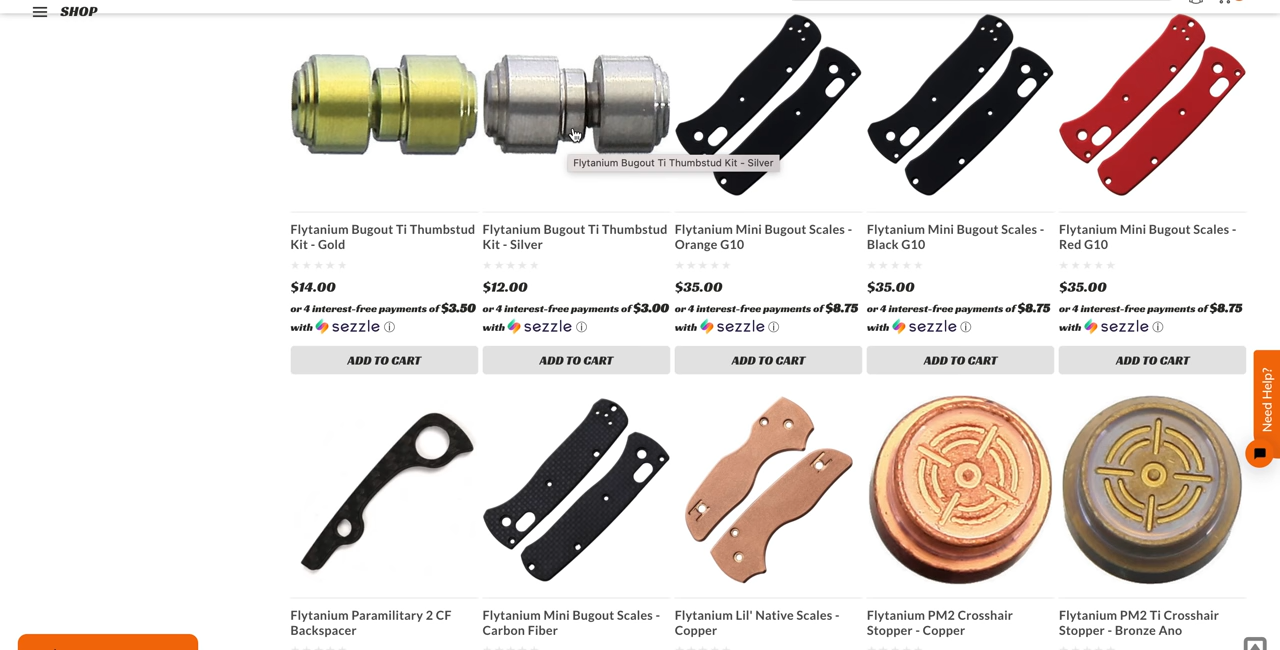 SHOP
Flytanium Bugout Ti Thumbstud Kit - Silver
Flytanium Bugout Ti Thumbstud
Kit - Gold
$14.00
or 4 interest-free payments of $3.50
with sezzle
ADD TO CART
Flytanium Bugout Ti Thumbstud
Kit - Silver
$12.00
or 4 interest-free payments of $3.00
with sezzle
ADD TO CART
Flytanium Mini Bugout Scales -
Orange G10
$35.00
or 4 interest-free payments of $8.75
with sezzle
ADD TO CART
Flytanium Mini Bugout Scales -
Black G10
$35.00
or 4 interest-free payments of $8.75
with sezzle
ADD TO CART
Flytanium Mini Bugout Scales -
Red G10
$35.00
or 4 interest-free payments of $8.75
with sezzle
ADD TO CART
Need Help?
Flytanium Paramilitary 2 CF
Backspacer
Flytanium Mini Bugout Scales -
Carbon Fiber
Flytanium Lil' Native Scales -
Copper
Flytanium PM2 Crosshair
Stopper - Copper
Flytanium PM2 Ti Crosshair
Stopper - Bronze Ano